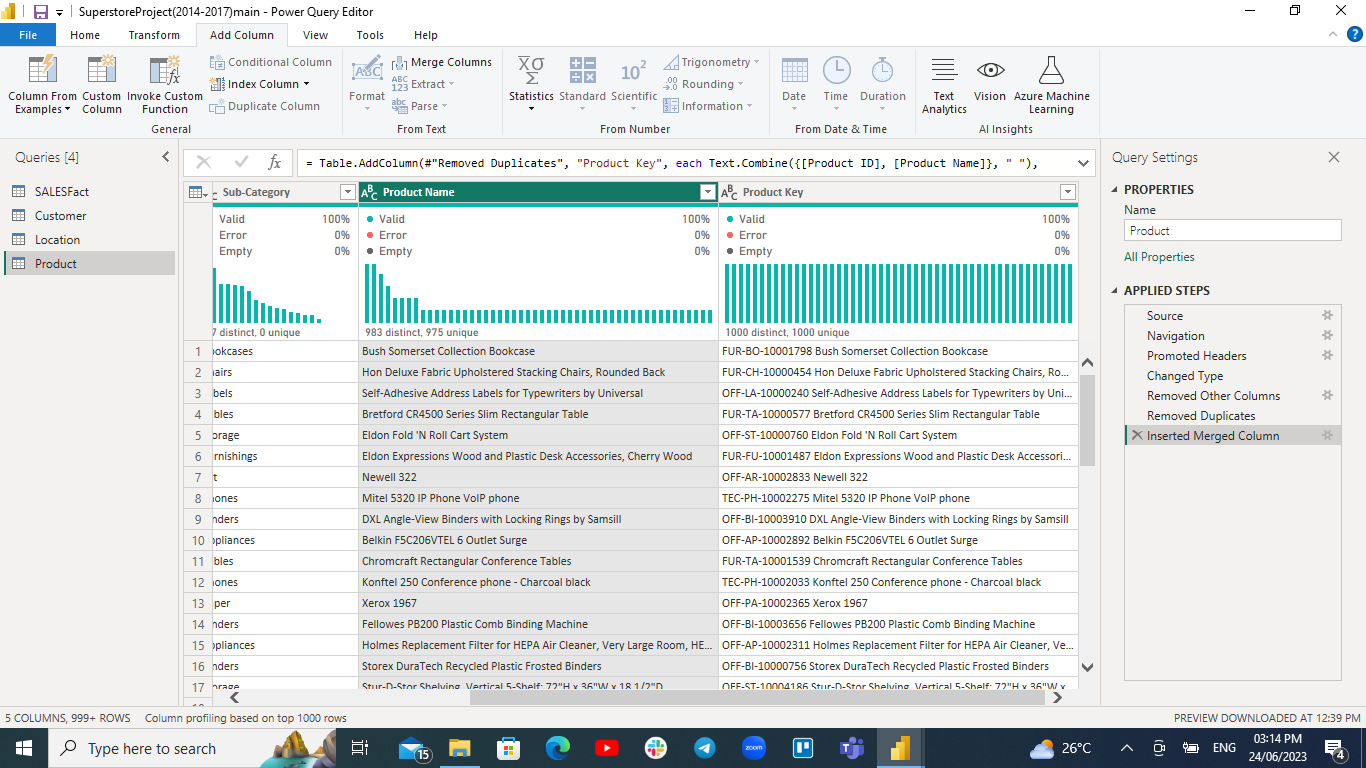 SuperstoreProject(2014-2017)main - Power Query Editor
File Home Transform Add Column View Tools Help
Column From Examples
Custom Column
Invoke Custom Function
Conditional Column
Index Column
Duplicate Column
General
Format
Merge Columns
Extract
Parse
From Text
Statistics
Standard
Scientific
Trigonometry
Rounding
Information
From Number
Date
Time
Duration
From Date & Time
Text Analytics
Vision
Azure Machine Learning
AI Insights
Queries [4]
SALESFact
Customer
Location
Product
= Table.AddColumn(#"Removed Duplicates", "Product Key", each Text.Combine({[Product ID], [Product Name]}, " "),
Sub-Category Product Name Product Key
Valid 100% Valid 100% Valid 100%
Error 0% Error 0% Error 0%
Empty 0% Empty 0% Empty 0%
7 distinct, 0 unique 983 distinct, 975 unique 1000 distinct, 1000 unique
1 okcases Bush Somerset Collection Bookcase FUR-BO-10001798 Bush Somerset Collection Bookcase
2 airs Hon Deluxe Fabric Upholstered Stacking Chairs, Rounded Back FUR-CH-10000454 Hon Deluxe Fabric Upholstered Stacking Chairs, Ro...
3 bels Self-Adhesive Address Labels for Typewriters by Universal OFF-LA-10000240 Self-Adhesive Address Labels for Typewriters by Uni...
4 bles Bretford CR4500 Series Slim Rectangular Table FUR-TA-10000577 Bretford CR4500 Series Slim Rectangular Table
5 orage Eldon Fold 'N Roll Cart System OFF-ST-10000760 Eldon Fold 'N Roll Cart System
6 rnishings Eldon Expressions Wood and Plastic Desk Accessories, Cherry Wood FUR-FU-10001487 Eldon Expressions Wood and Plastic Desk Accessori...
7 t Newell 322 OFF-AR-10002833 Newell 322
8 ones Mitel 5320 IP Phone VoIP phone TEC-PH-10002275 Mitel 5320 IP Phone VoIP phone
9 nders DXL Angle-View Binders with Locking Rings by Samsill OFF-BI-10003910 DXL Angle-View Binders with Locking Rings by Samsill
10 pliances Belkin F5C206VTEL 6 Outlet Surge OFF-AP-10002892 Belkin F5C206VTEL 6 Outlet Surge
11 bles Chromcraft Rectangular Conference Tables FUR-TA-10001539 Chromcraft Rectangular Conference Tables
12 ones Konftel 250 Conference phone - Charcoal black TEC-PH-10002033 Konftel 250 Conference phone - Charcoal black
13 per Xerox 1967 OFF-PA-10002365 Xerox 1967
14 nders Fellowes PB200 Plastic Comb Binding Machine OFF-BI-10003656 Fellowes PB200 Plastic Comb Binding Machine
15 pliances Holmes Replacement Filter for HEPA Air Cleaner, Very Large Room, HE... OFF-AP-10002311 Holmes Replacement Filter for HEPA Air Cleaner, Ve...
16 nders Storex DuraTech Recycled Plastic Frosted Binders OFF-BI-10000756 Storex DuraTech Recycled Plastic Frosted Binders
17 orage Stur-D-Stor Shelving, Vertical 5-Shelf: 72"H x 36"W x 18 1/2"D OFF-ST-10004186 Stur-D-Stor Shelving, Vertical 5-Shelf: 72"H x 36"W x
Query Settings
PROPERTIES
Name
Product
All Properties
APPLIED STEPS
Source
Navigation
Promoted Headers
Changed Type
Removed Other Columns
Removed Duplicates
Inserted Merged Column
5 COLUMNS, 999+ ROWS Column profiling based on top 1000 rows PREVIEW DOWNLOADED AT 12:39 PM
Type here to search
15
zoom
26°C
ENG
03:14 PM
24/06/2023
4